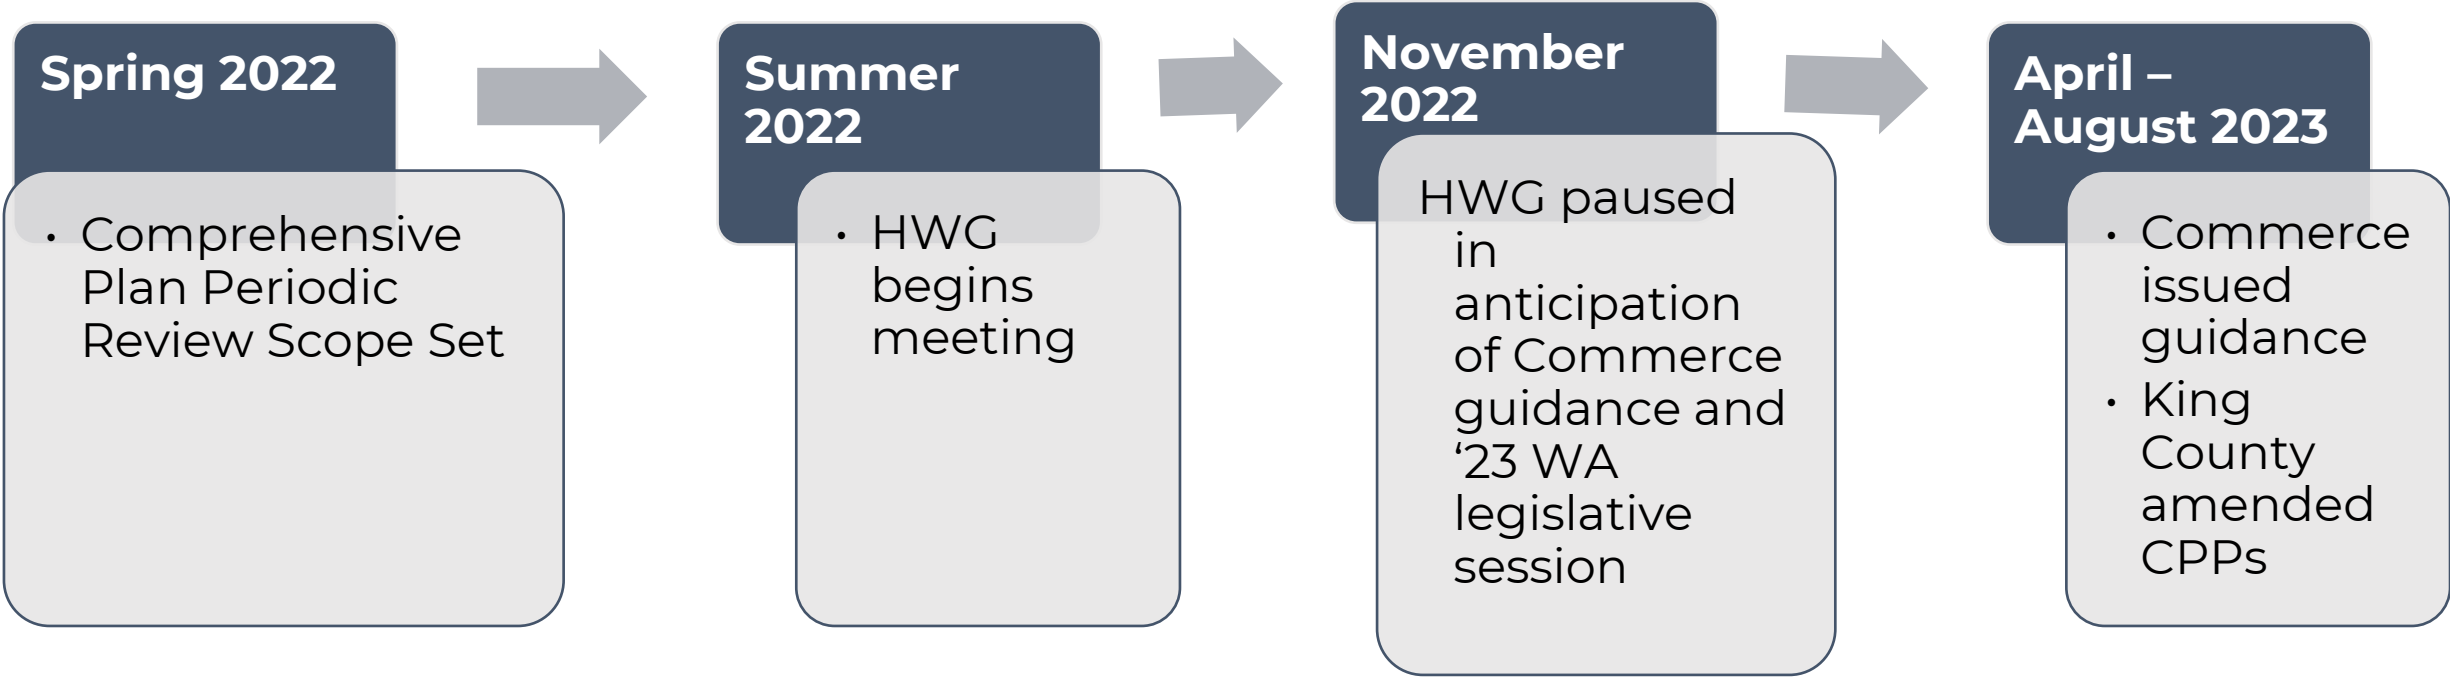 Spring 2022
• Comprehensive
Plan Periodic
Review Scope Set
Summer
2022
• HWG
begins
meeting
November
2022
HWG paused
in
anticipation
of Commerce
guidance and
‘23 WA
legislative
session
April –
August 2023
• Commerce
issued
guidance
• King
County
amended
CPPs